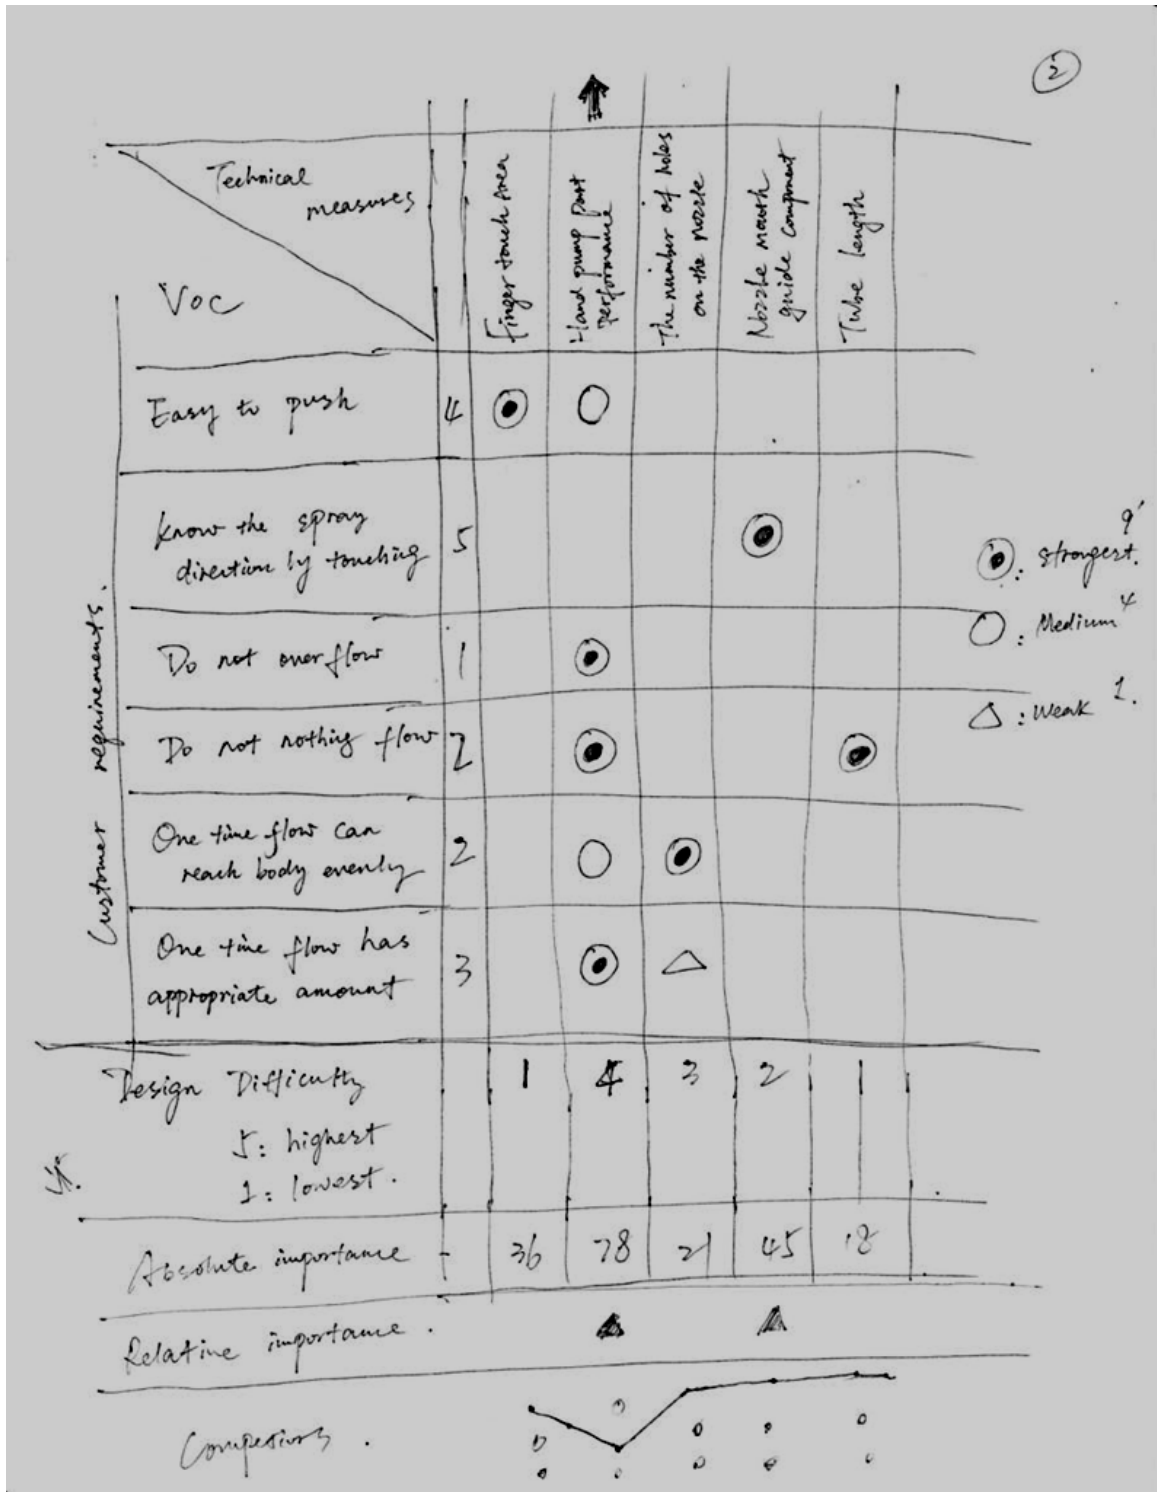 2
Technical
measures
VOC
Finger touch Area
Hand pump part
performance
The number of holes
on the nozzle
Nozzle mouth
guide component
Tube length
Customer requirements.
Easy to push 4
Know the spray
direction by touching 5
Do not overflow 1
Do not nothing flow 2
One time flow can
reach body evenly 2
One time flow has
appropriate amount 3
9
: strongest.
: Medium 4
: Weak 1.
Design Difficulty 1 4 3 2 1
5: highest
1: lowest.
Absolute importance - 36 78 21 45 18
Relative importance.